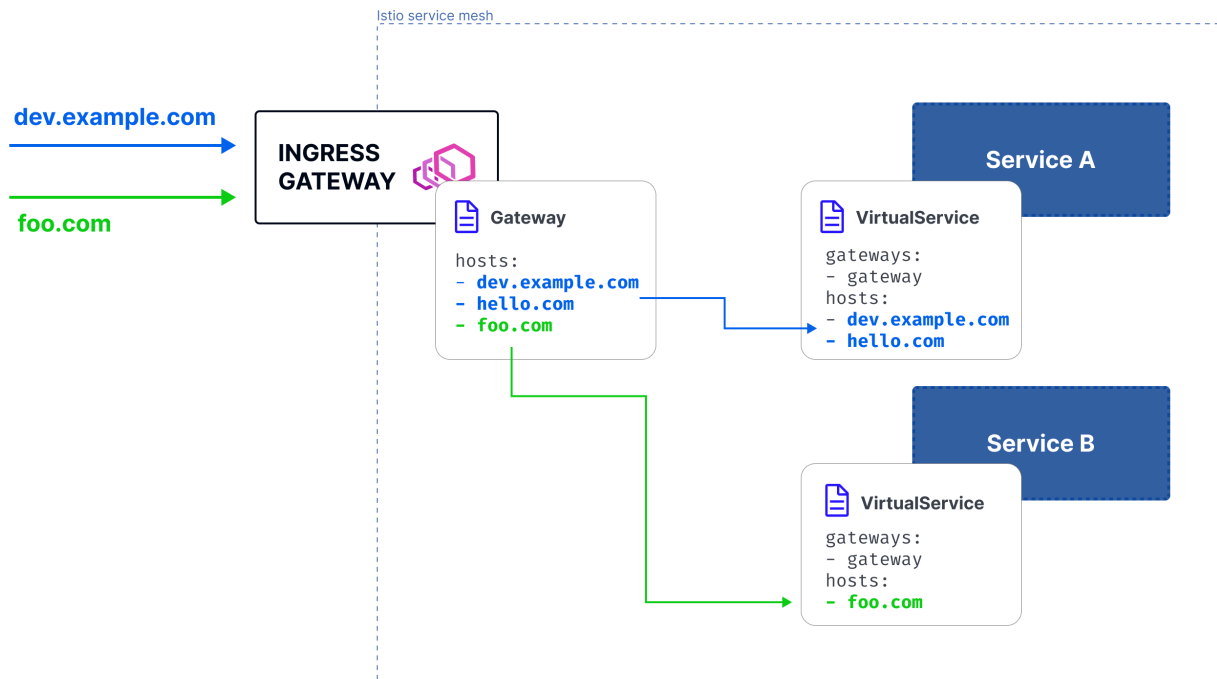 Istio service mesh
dev.example.com
foo.com
INGRESS
GATEWAY
Gateway
hosts:
- dev.example.com
- hello.com
- foo.com
Service A
VirtualService
gateways:
- gateway
hosts:
- dev.example.com
- hello.com
Service B
VirtualService
gateways:
- gateway
hosts:
- foo.com